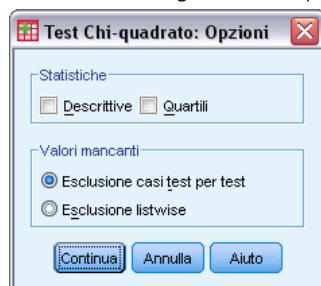 Test Chi-quadrato: Opzioni
Statistiche
Descrittive Quartili
Valori mancanti
Esclusione casi test per test
Esclusione listwise
Continua Annulla Aiuto